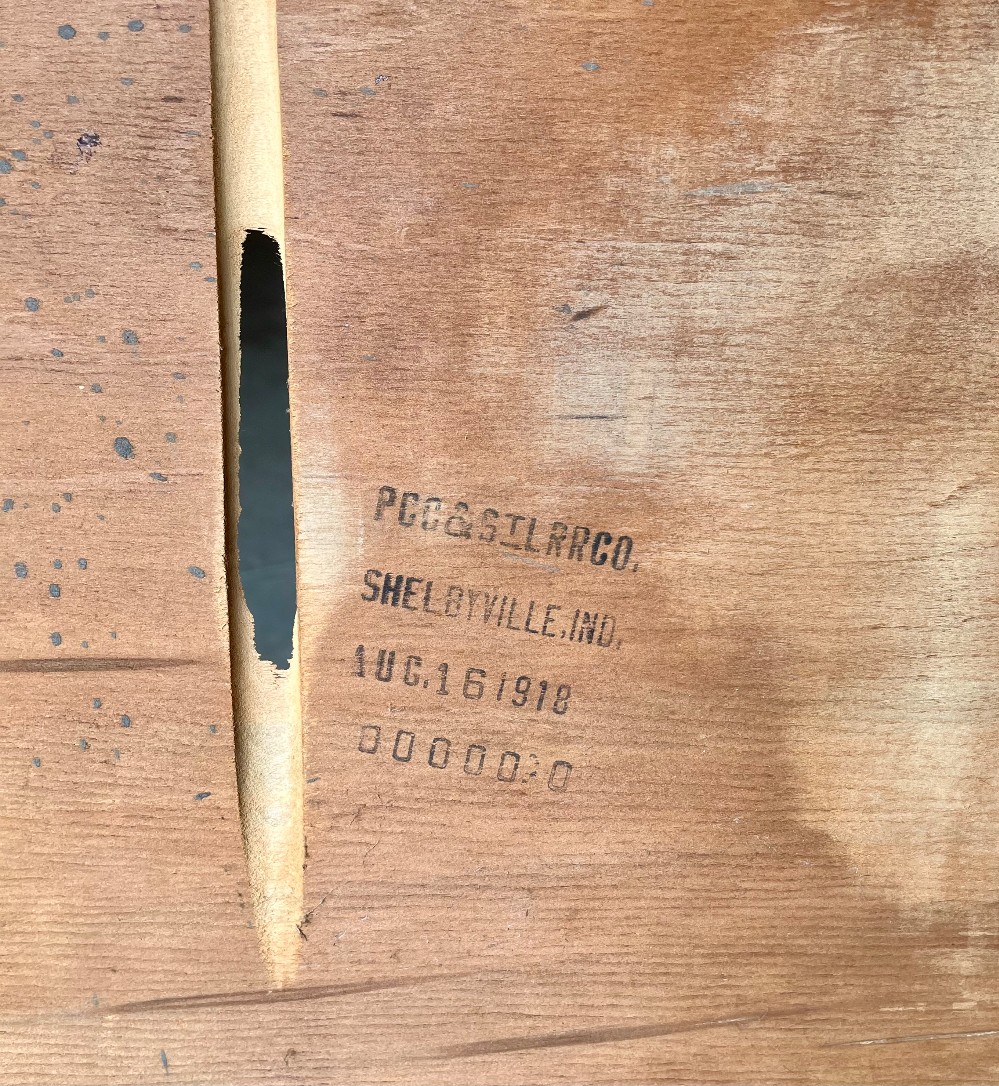 PCC&STLRRCO.
SHELBYVILLE, IND.
AUG. 16 1918